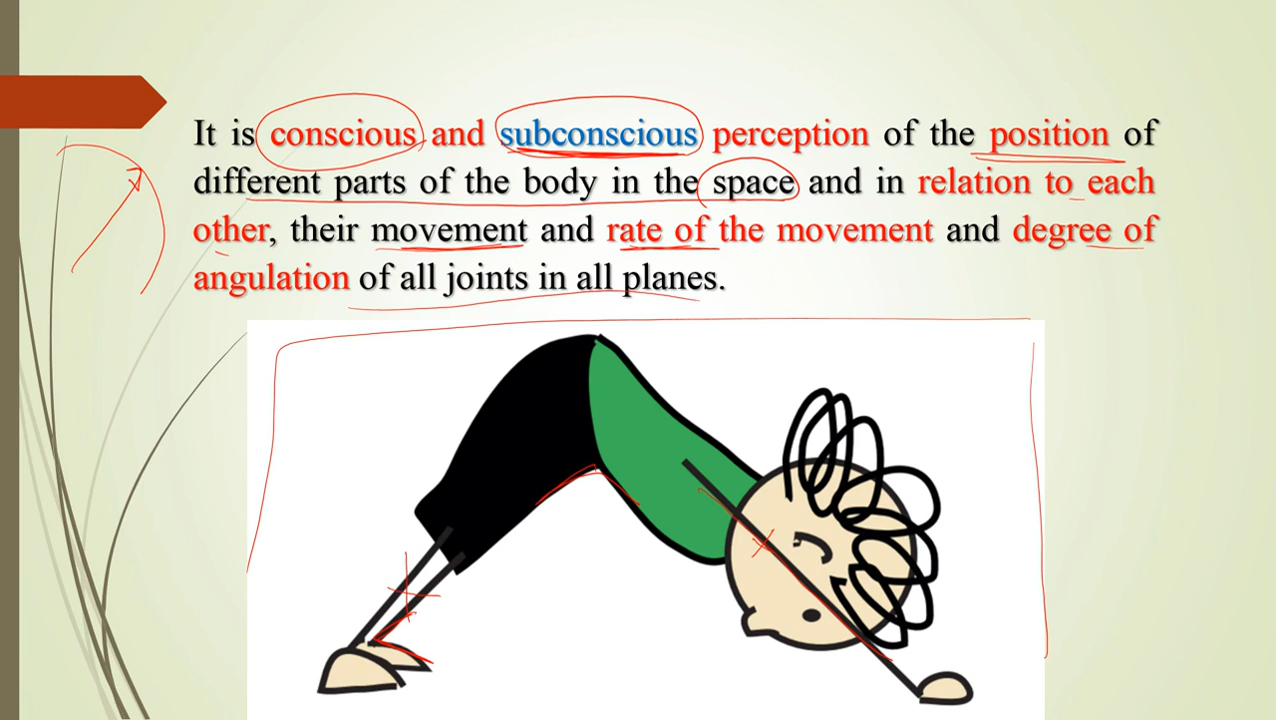 It is conscious and subconscious perception of the position of
different parts of the body in the space and in relation to each
other, their movement and rate of the movement and degree of
angulation of all joints in all planes.